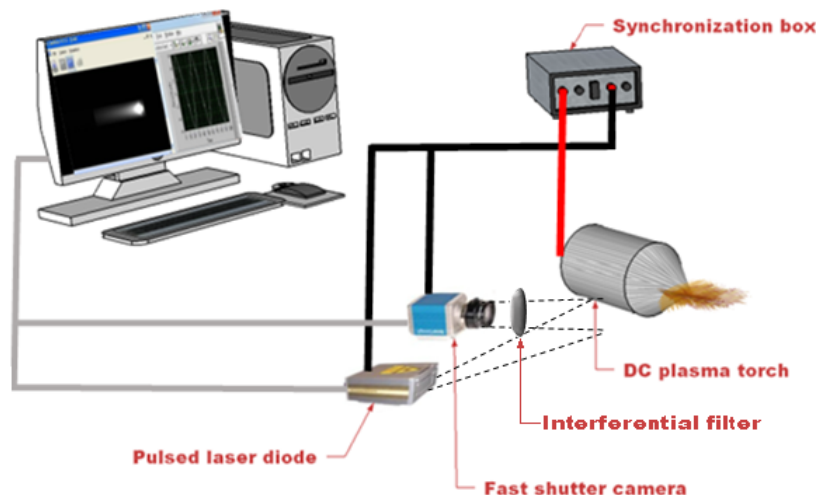 Synchronization box
DC plasma torch
Interferential filter
Pulsed laser diode
Fast shutter camera